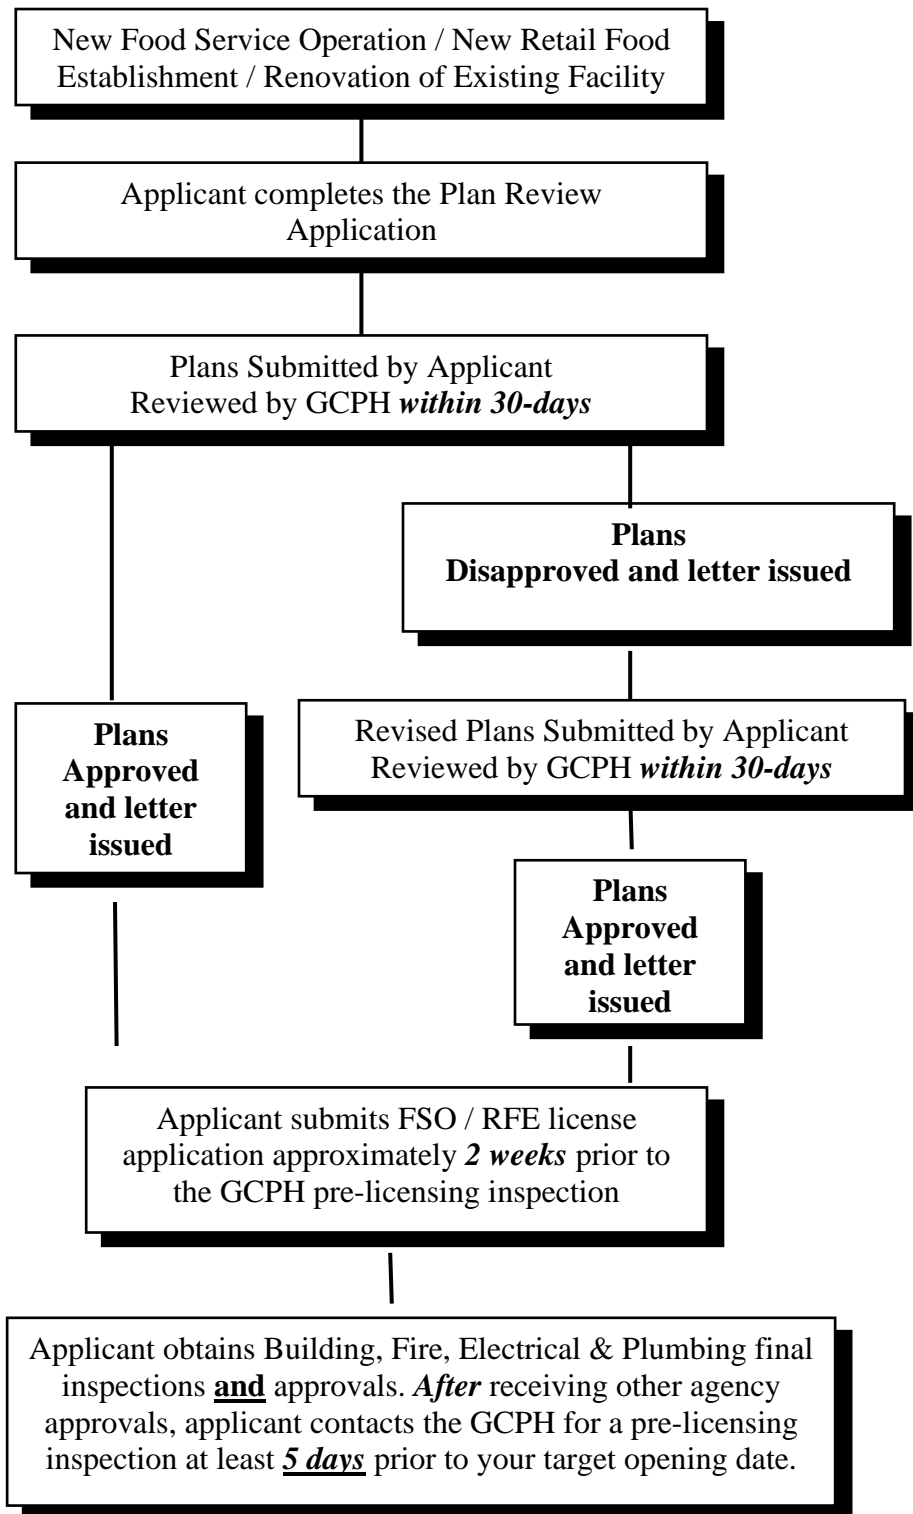 New Food Service Operation / New Retail Food
Establishment / Renovation of Existing Facility
Applicant completes the Plan Review
Application
Plans Submitted by Applicant
Reviewed by GCPH within 30-days
Plans
Disapproved and letter issued
Plans
Approved
and letter
issued
Revised Plans Submitted by Applicant
Reviewed by GCPH within 30-days
Plans
Approved
and letter
issued
Applicant submits FSO / RFE license
application approximately 2 weeks prior to
the GCPH pre-licensing inspection
Applicant obtains Building, Fire, Electrical & Plumbing final
inspections and approvals. After receiving other agency
approvals, applicant contacts the GCPH for a pre-licensing
inspection at least 5 days prior to your target opening date.